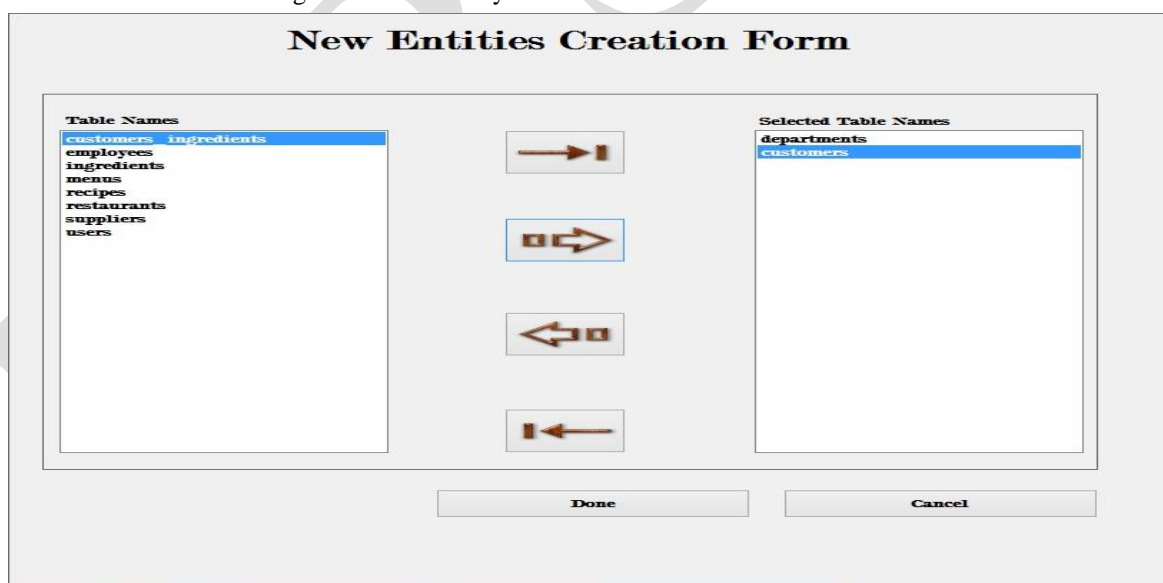 New Entities Creation Form
Table Names
customers_ingredients
employees
ingredients
menus
recipes
restaurants
suppliers
users
Selected Table Names
departments
customers
Done
Cancel